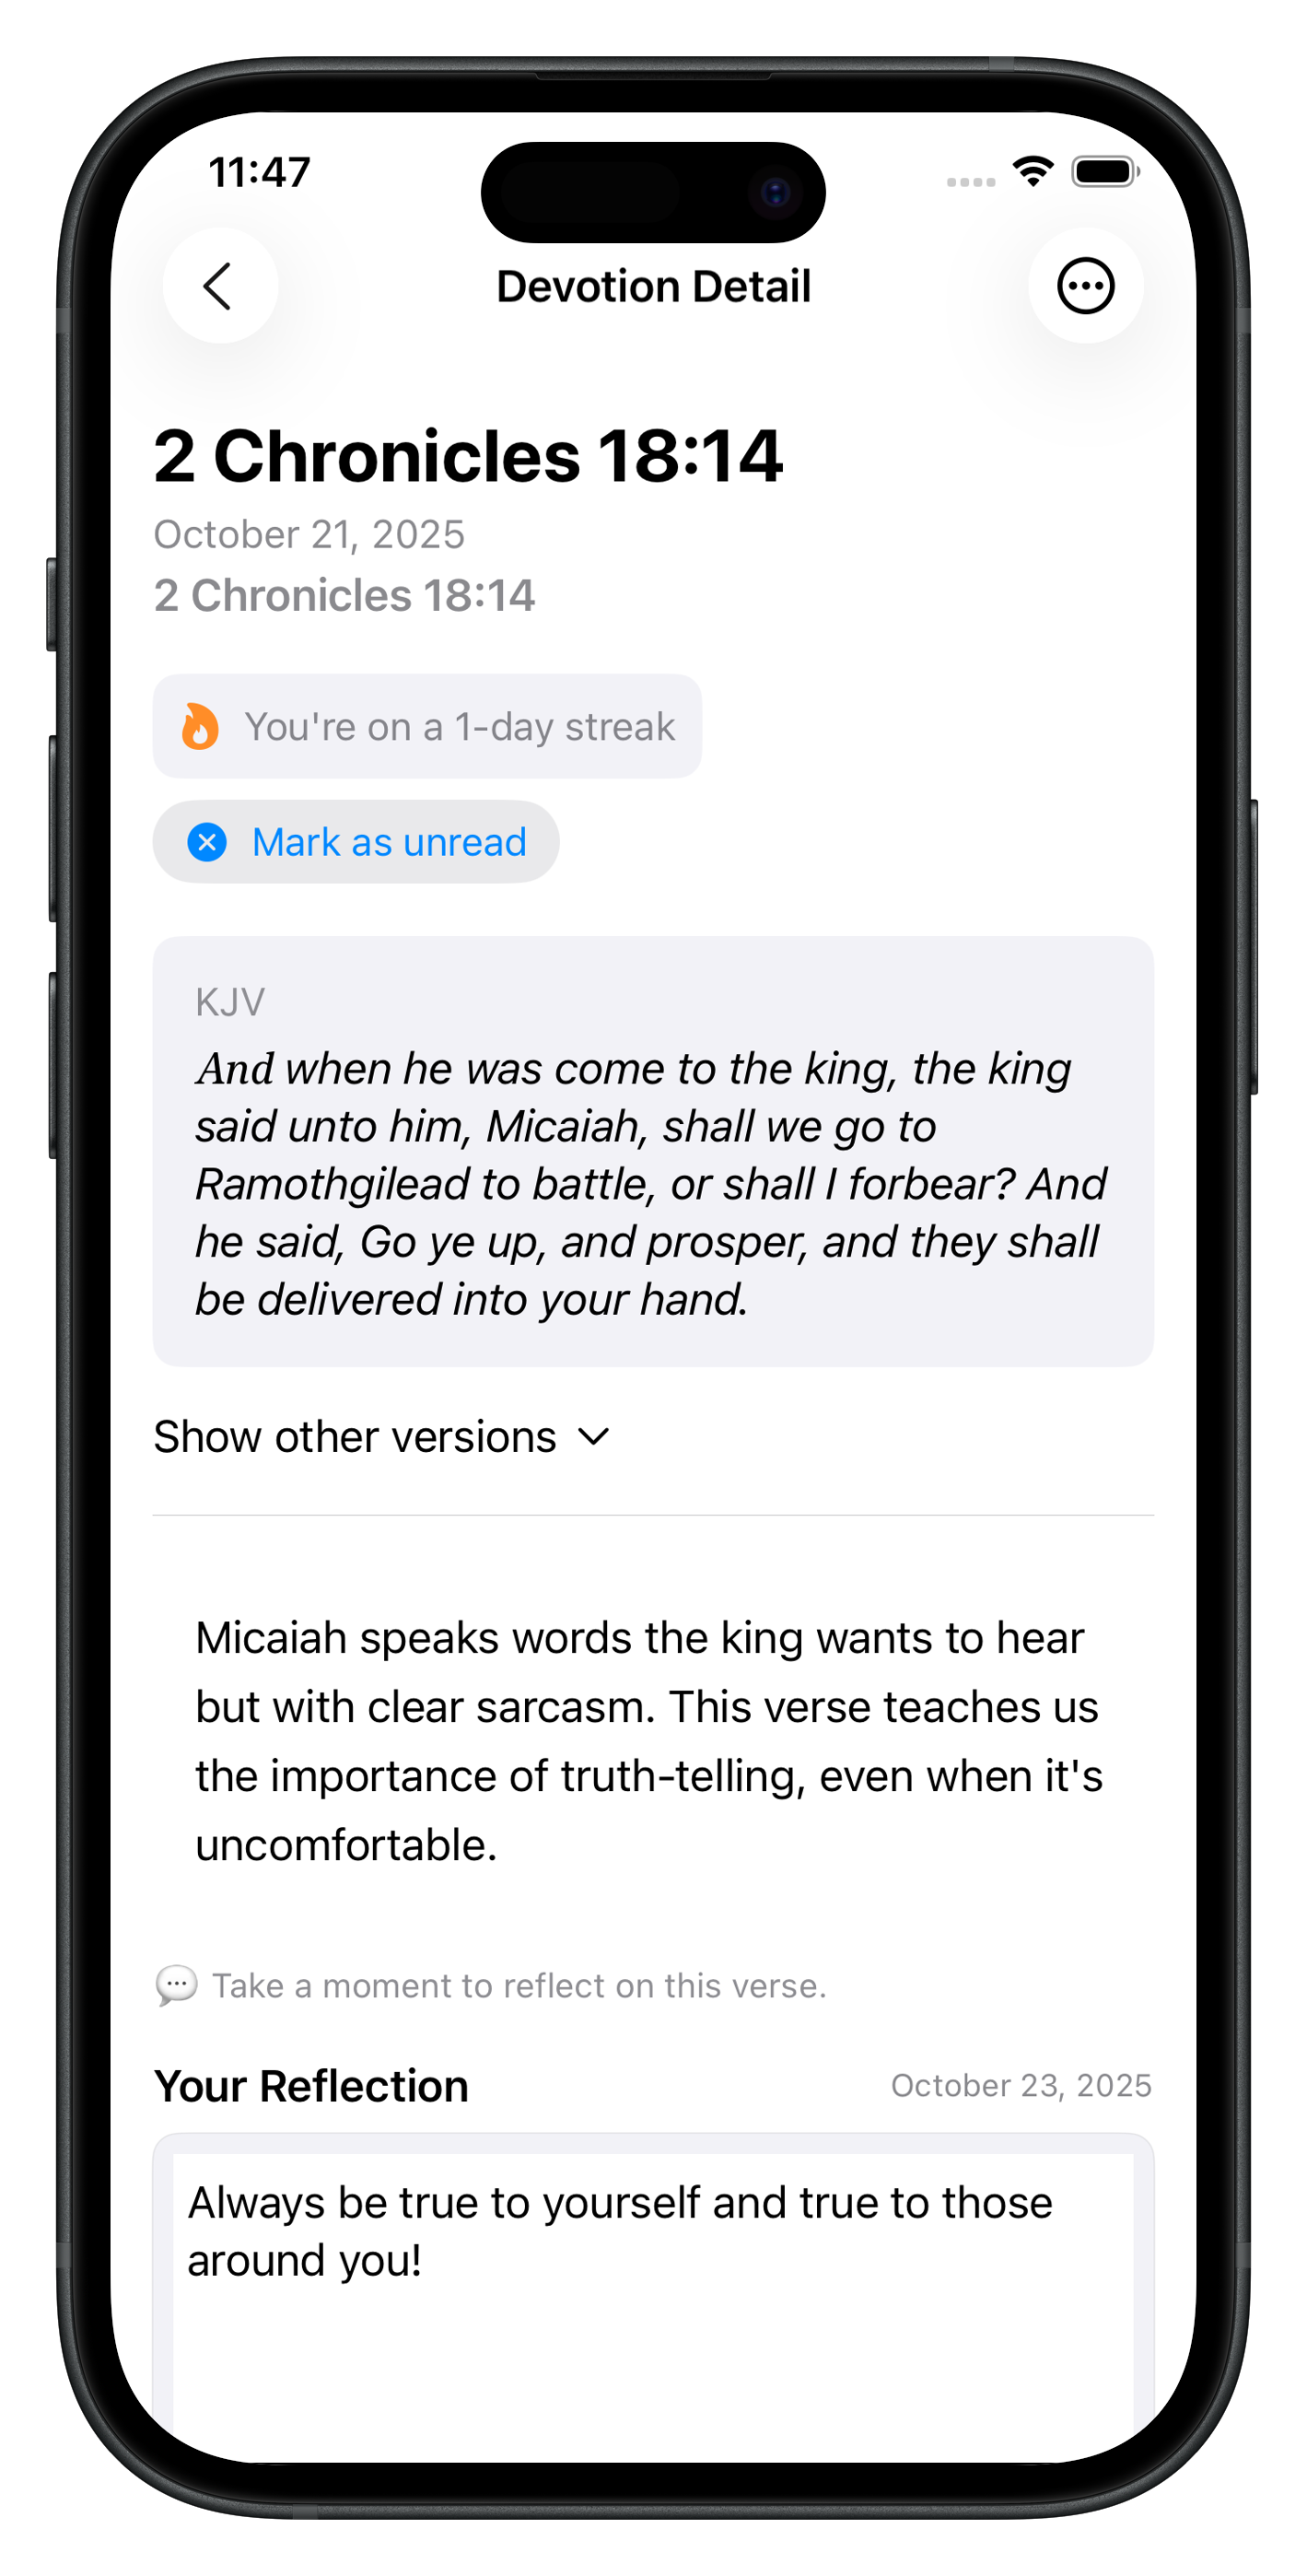 11:47
Devotion Detail
2 Chronicles 18:14
October 21, 2025
2 Chronicles 18:14
You're on a 1-day streak
Mark as unread
KJV
And when he was come to the king, the king
said unto him, Micaiah, shall we go to
Ramothgilead to battle, or shall I forbear? And
he said, Go ye up, and prosper, and they shall
be delivered into your hand.
Show other versions
Micaiah speaks words the king wants to hear
but with clear sarcasm. This verse teaches us
the importance of truth-telling, even when it's
uncomfortable.
Take a moment to reflect on this verse.
Your Reflection
October 23, 2025
Always be true to yourself and true to those
around you!